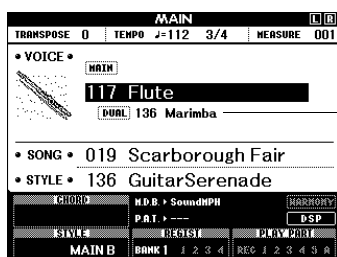 MAIN L R
TRANSPOSE 0 TEMPO ♩=112 3/4 MEASURE 001
• VOICE •
MAIN
117 Flute
DUAL 136 Marimba
• SONG • 019 Scarborough Fair
• STYLE • 136 GuitarSerenade
CHORD M.D.B. ▸ SoundMPH HARMONY
P.A.T. ▸ --- DSP
STYLE REGIST PLAY PART
MAIN B BANK 1 1 2 3 4 REG 1 2 3 4 5 A